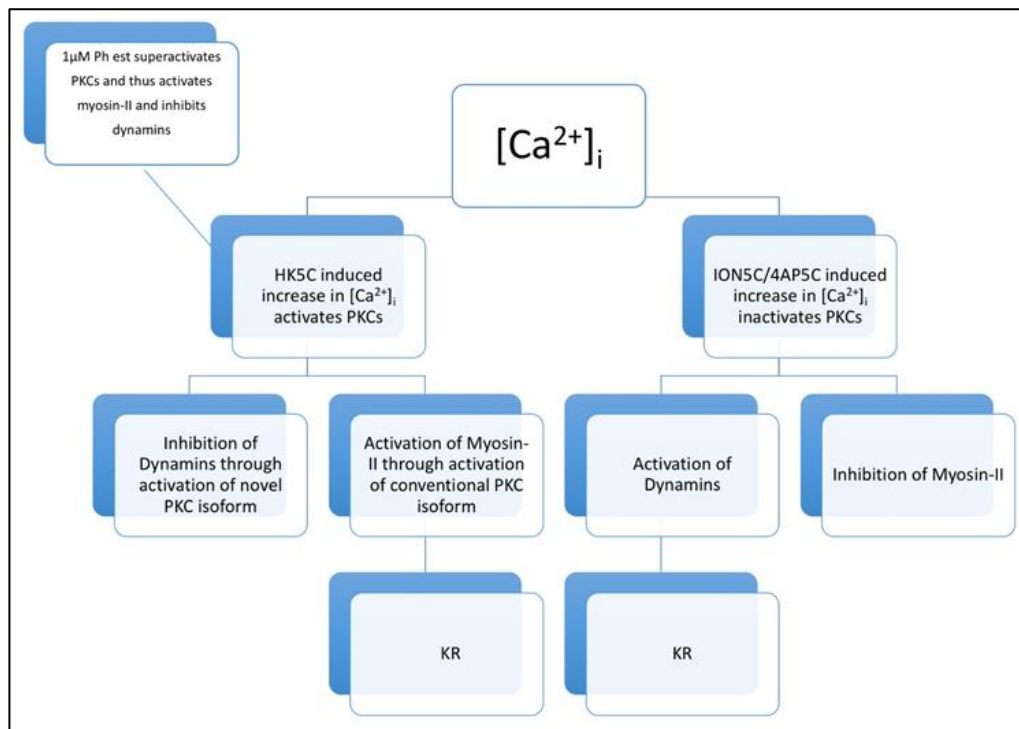 1μM Ph est superactivates
PKCs and thus activates
myosin-II and inhibits
dynamins
[Ca²⁺]ᵢ
HK5C induced
increase in [Ca²⁺]ᵢ
activates PKCs
ION5C/4AP5C induced
increase in [Ca²⁺]ᵢ
inactivates PKCs
Inhibition of
Dynamins through
activation of novel
PKC isoform
Activation of Myosin-
II through activation
of conventional PKC
isoform
Activation of
Dynamins
Inhibition of Myosin-II
KR
KR